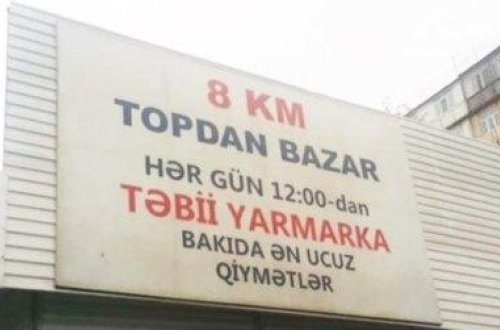 8 KM
TOPDAN BAZAR
HƏR GÜN 12:00-dan
TƏBİİ YARMARKA
BAKIDA ƏN UCUZ
QİYMƏTLƏR